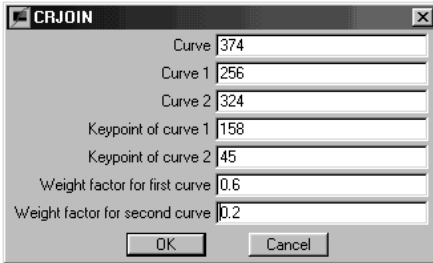 CRJOIN
Curve 374
Curve 1 256
Curve 2 324
Keypoint of curve 1 158
Keypoint of curve 2 45
Weight factor for first curve 0.6
Weight factor for second curve 0.2
OK Cancel